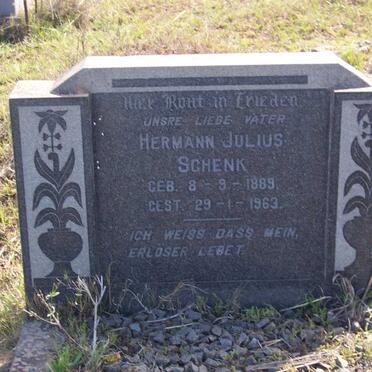 Hier Ruht in Frieden
UNSRE LIEBE VATER
HERMANN JULIUS
SCHENK
GEB. 8-9-1889.
GEST. 29-1-1963.
ICH WEISS DASS MEIN,
ERLÖSER LEBET.